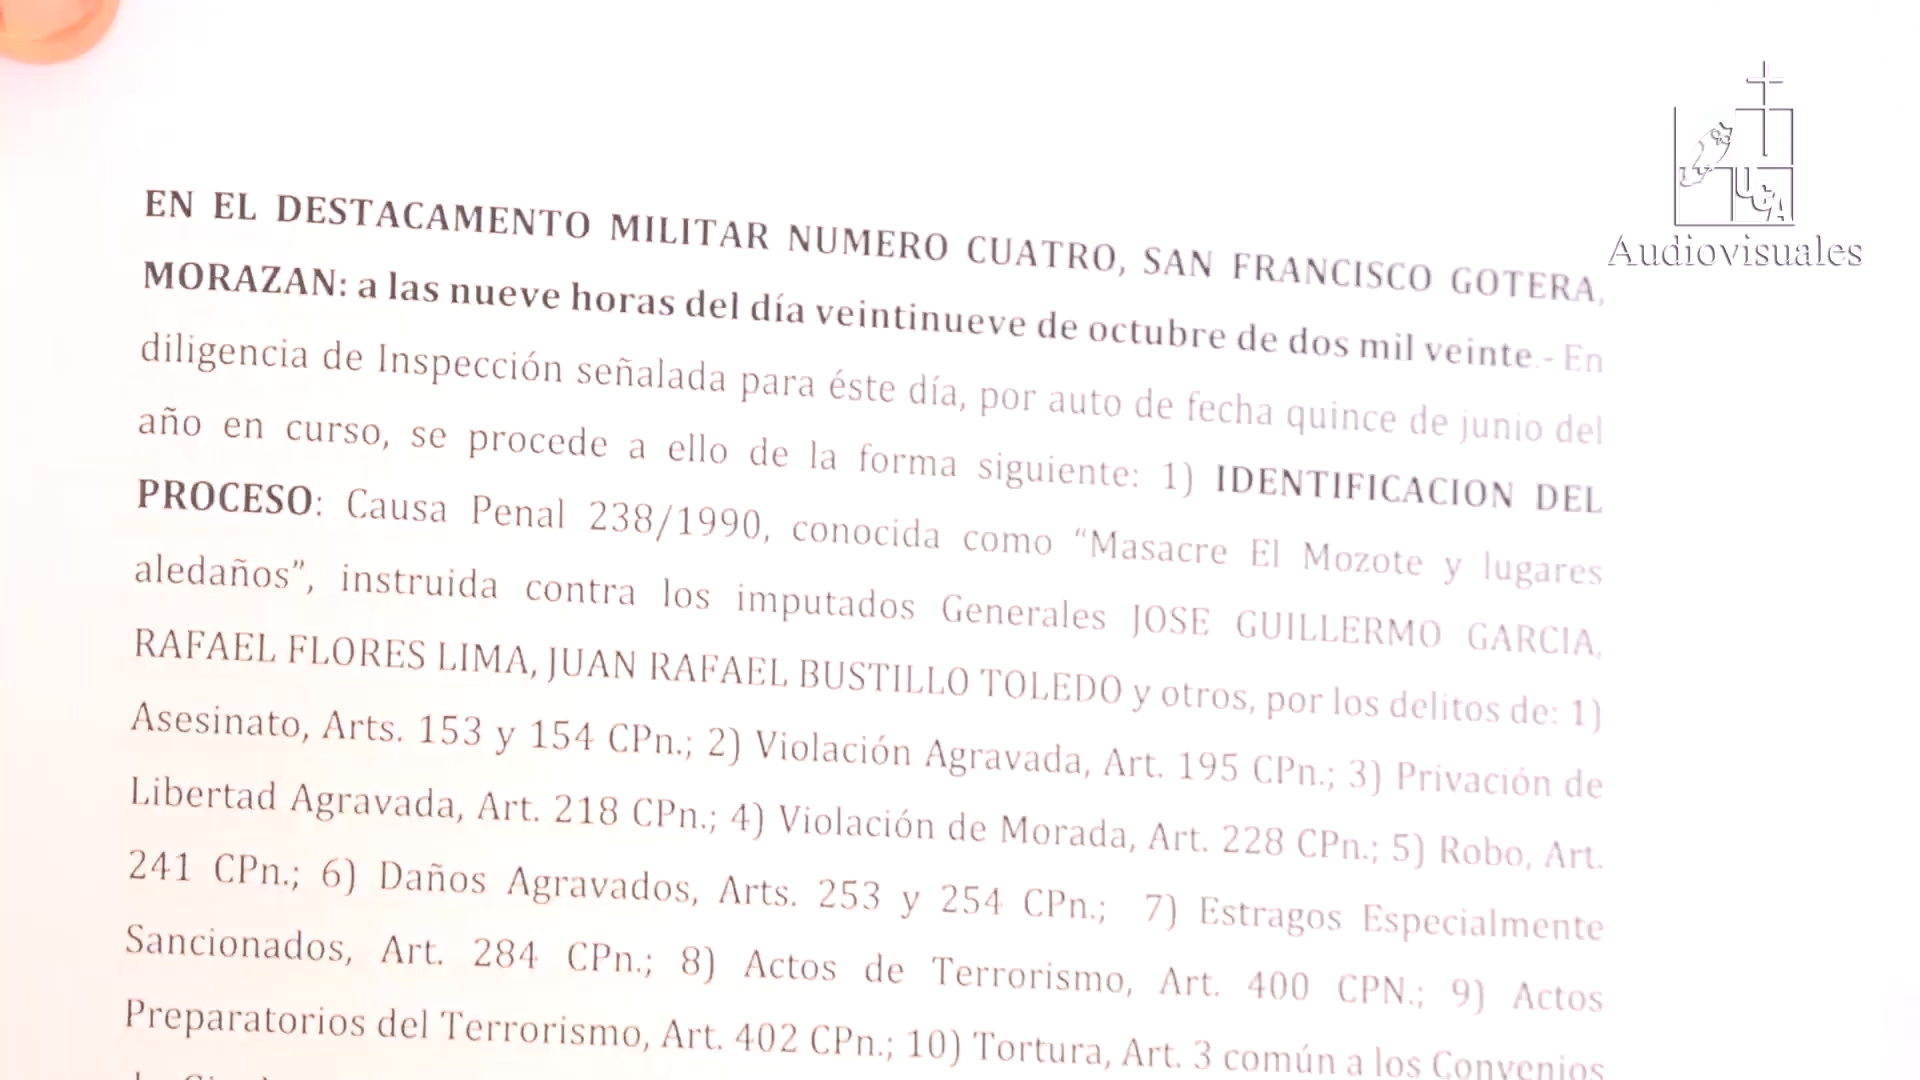 EN EL DESTACAMENTO MILITAR NUMERO CUATRO, SAN FRANCISCO GOTERA,
MORAZAN: a las nueve horas del día veintinueve de octubre de dos mil veinte.- En
diligencia de Inspección señalada para éste día, por auto de fecha quince de junio del
año en curso, se procede a ello de la forma siguiente: 1) IDENTIFICACION DEL
PROCESO: Causa Penal 238/1990, conocida como “Masacre El Mozote y lugares
aledaños”, instruida contra los imputados Generales JOSE GUILLERMO GARCIA,
RAFAEL FLORES LIMA, JUAN RAFAEL BUSTILLO TOLEDO y otros, por los delitos de: 1)
Asesinato, Arts. 153 y 154 CPn.; 2) Violación Agravada, Art. 195 CPn.; 3) Privación de
Libertad Agravada, Art. 218 CPn.; 4) Violación de Morada, Art. 228 CPn.; 5) Robo, Art.
241 CPn.; 6) Daños Agravados, Arts. 253 y 254 CPn.; 7) Estragos Especialmente
Sancionados, Art. 284 CPn.; 8) Actos de Terrorismo, Art. 400 CPN.; 9) Actos
Preparatorios del Terrorismo, Art. 402 CPn.; 10) Tortura, Art. 3 común a los Convenios
UCA
Audiovisuales